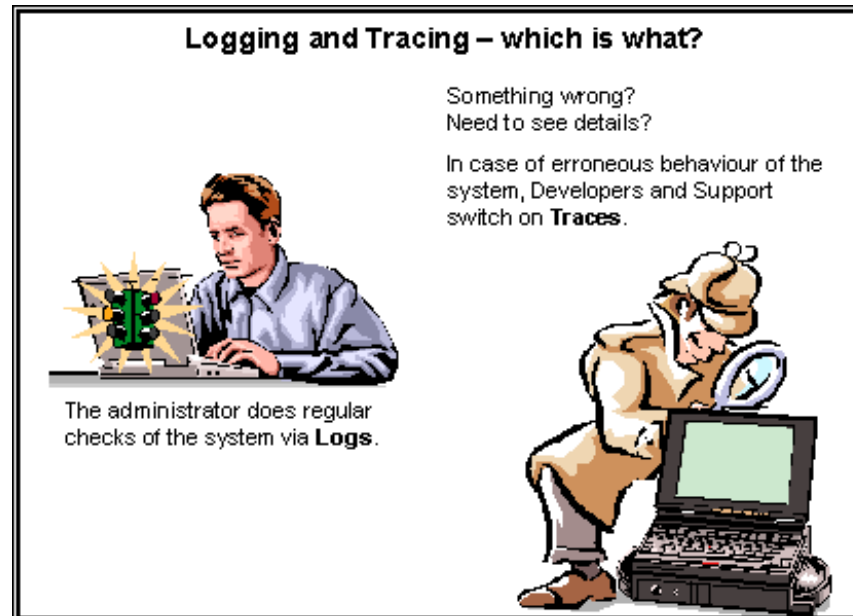 Logging and Tracing – which is what?
Something wrong?
Need to see details?
In case of erroneous behaviour of the
system, Developers and Support
switch on Traces.
The administrator does regular
checks of the system via Logs.